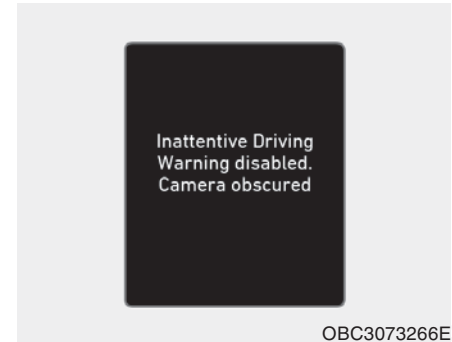 Inattentive Driving
Warning disabled.
Camera obscured
OBC3073266E